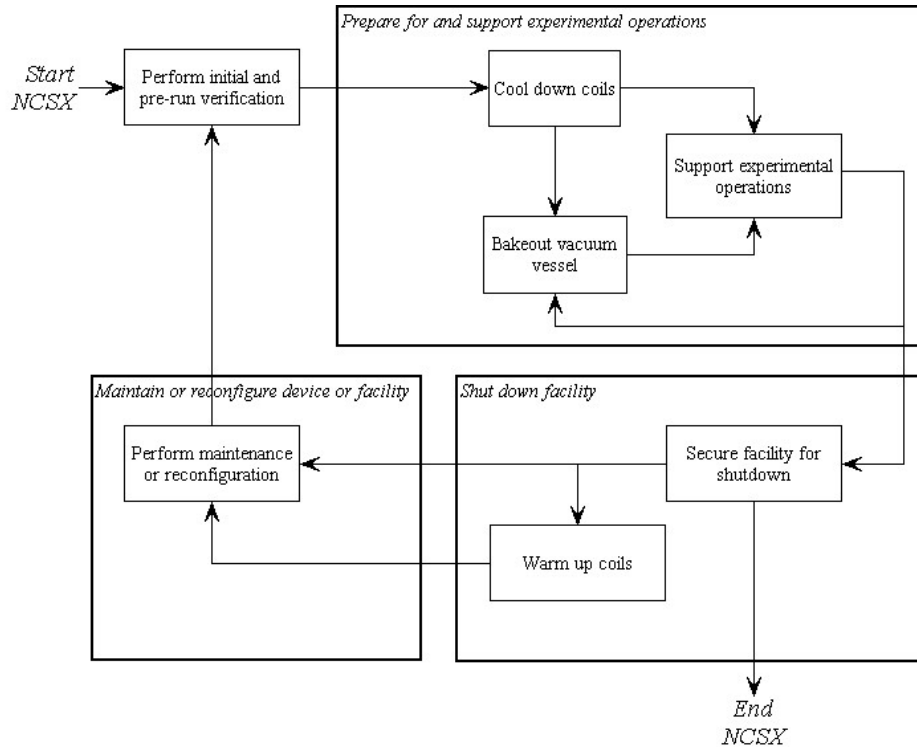 Prepare for and support experimental operations
Start
NCSX
Perform initial and
pre-run verification
Cool down coils
Support experimental
operations
Bakeout vacuum
vessel
Maintain or reconfigure device or facility
Shut down facility
Perform maintenance
or reconfiguration
Secure facility for
shutdown
Warm up coils
End
NCSX